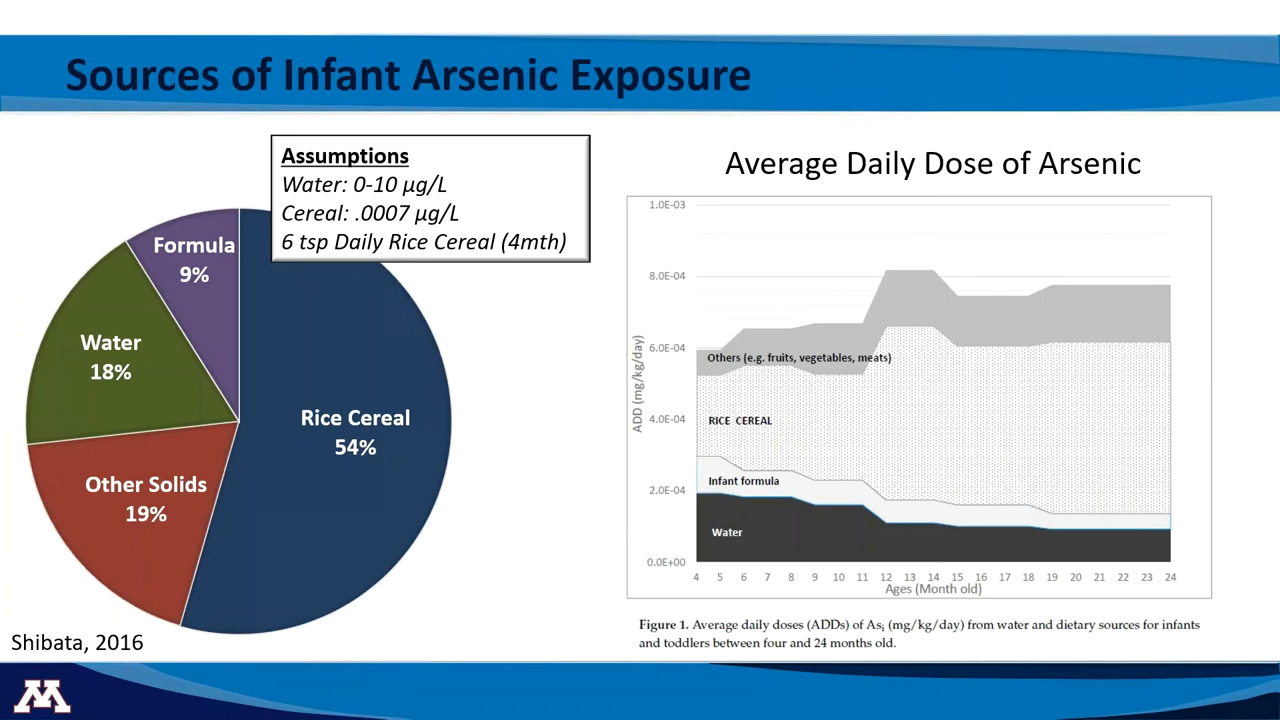 Sources of Infant Arsenic Exposure
Assumptions
Water: 0-10 µg/L
Cereal: .0007 µg/L
6 tsp Daily Rice Cereal (4mth)
Formula
9%
Water
18%
Other Solids
19%
Rice Cereal
54%
Shibata, 2016
Average Daily Dose of Arsenic
1.0E-03
8.0E-04
6.0E-04
4.0E-04
2.0E-04
0.0E+00
ADD (mg/kg/day)
Others (e.g. fruits, vegetables, meats)
RICE CEREAL
Infant formula
Water
4 5 6 7 8 9 10 11 12 13 14 15 16 17 18 19 20 21 22 23 24
Ages (Month old)
Figure 1. Average daily doses (ADDs) of Asi (mg/kg/day) from water and dietary sources for infants
and toddlers between four and 24 months old.
M